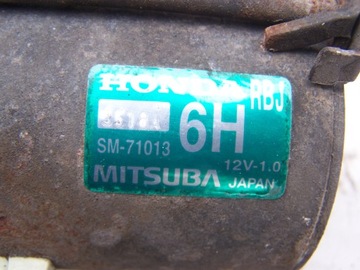 HONDA RBJ
6H
SM-71013
12V-1.0
MITSUBA JAPAN